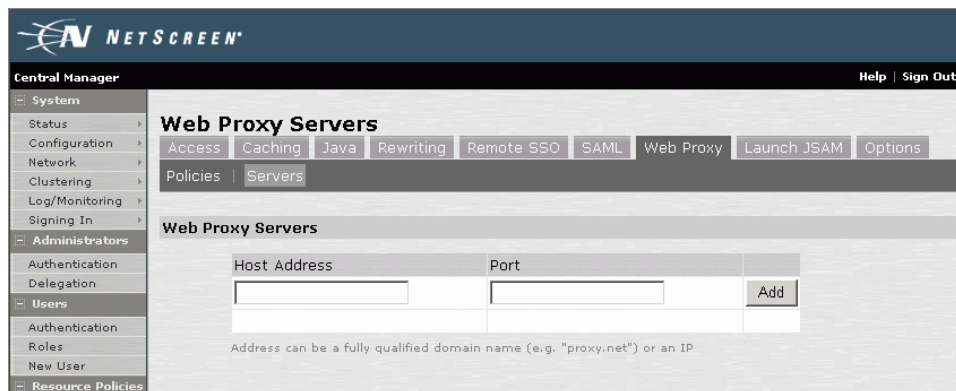 NETSCREEN
Central Manager
Help | Sign Out
System
Status
Configuration
Network
Clustering
Log/Monitoring
Signing In
Administrators
Authentication
Delegation
Users
Authentication
Roles
New User
Resource Policies
Web Proxy Servers
Access Caching Java Rewriting Remote SSO SAML Web Proxy Launch JSAM Options
Policies | Servers
Web Proxy Servers
Host Address Port
Add
Address can be a fully qualified domain name (e.g. "proxy.net") or an IP